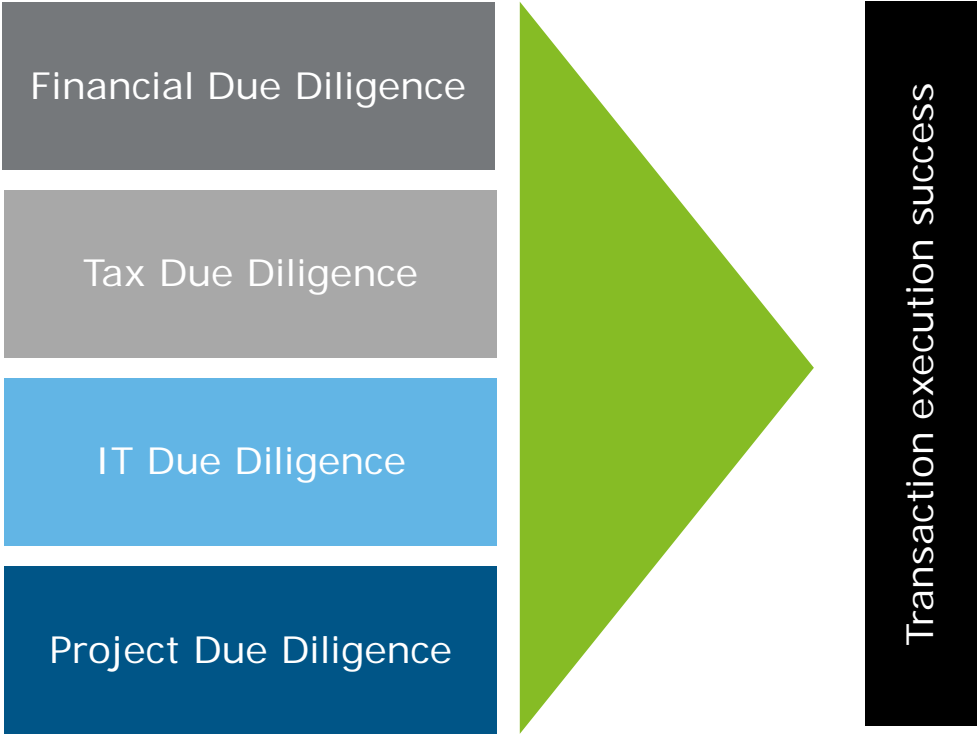 Financial Due Diligence
Tax Due Diligence
IT Due Diligence
Project Due Diligence
Transaction execution success